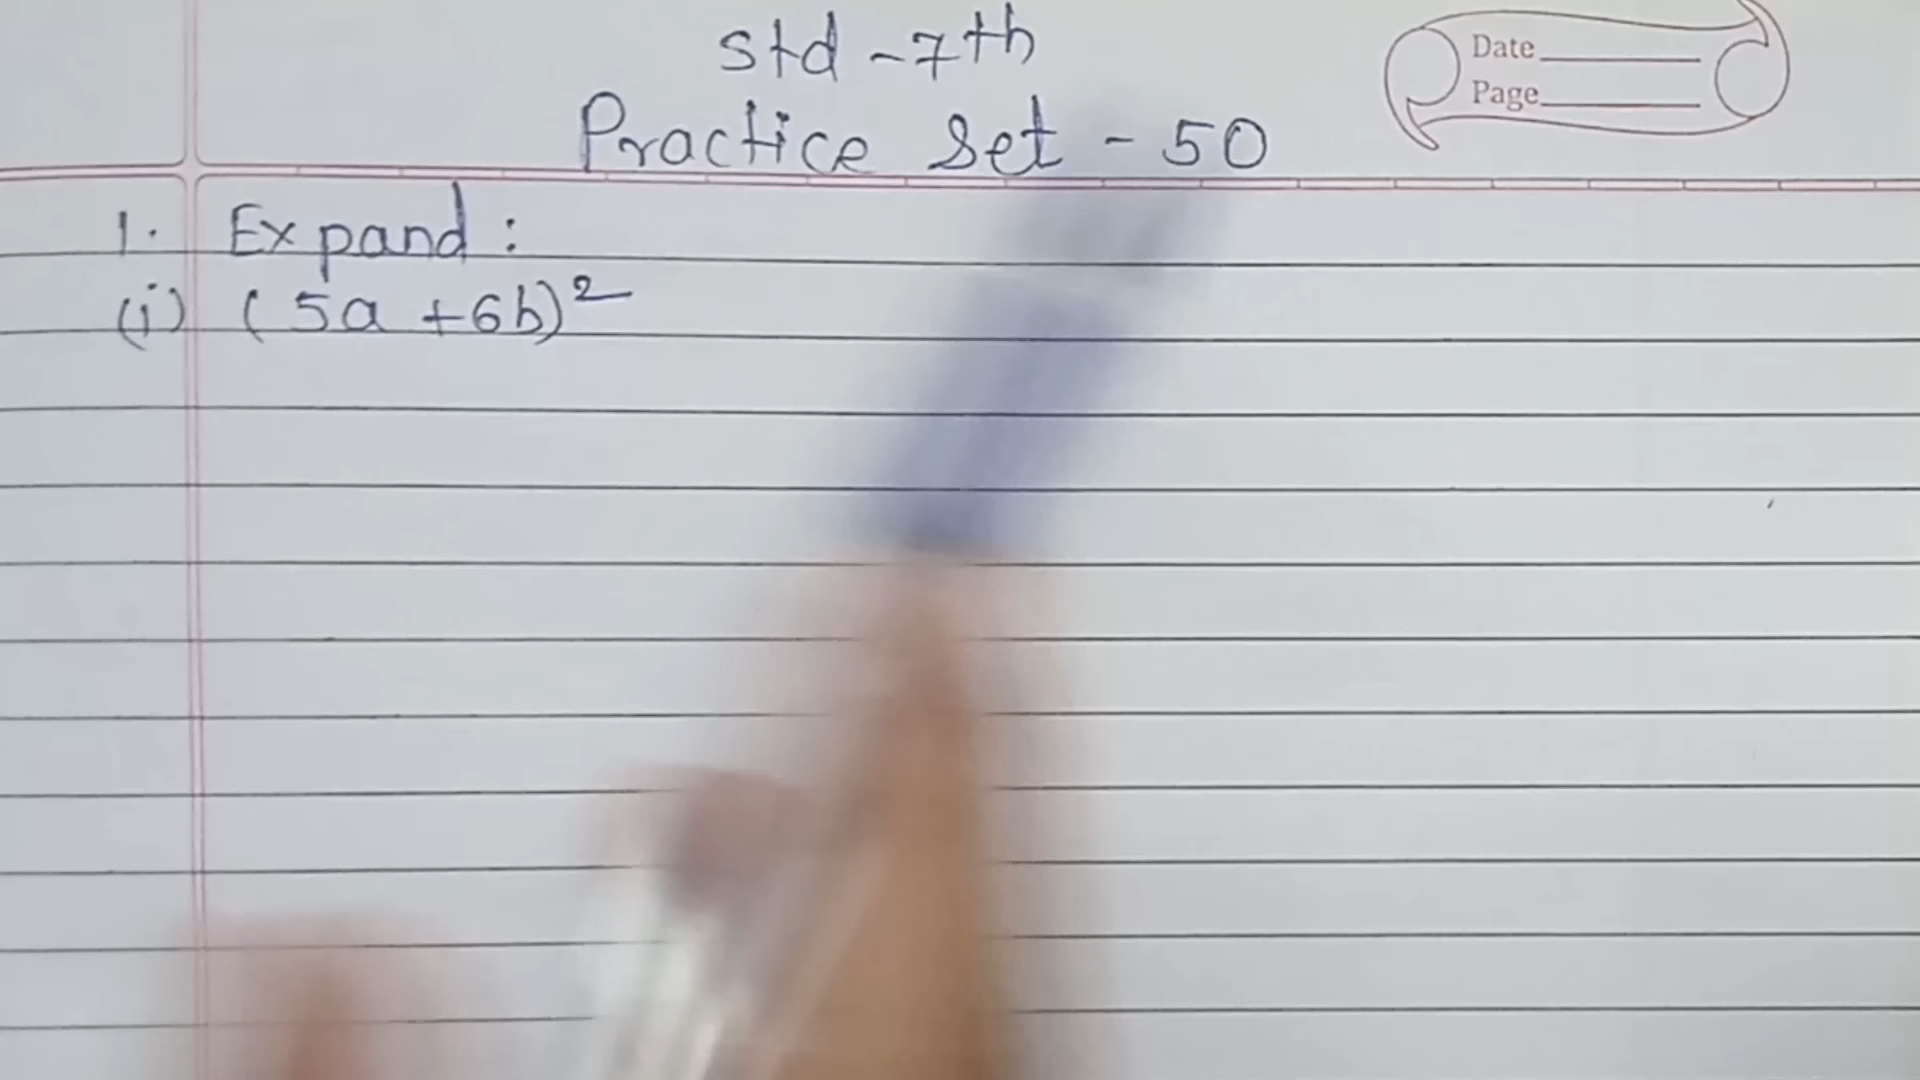 std - 7th
Date
Page
Practice Set - 50
1. Expand :
(i) (5a + 6b)²